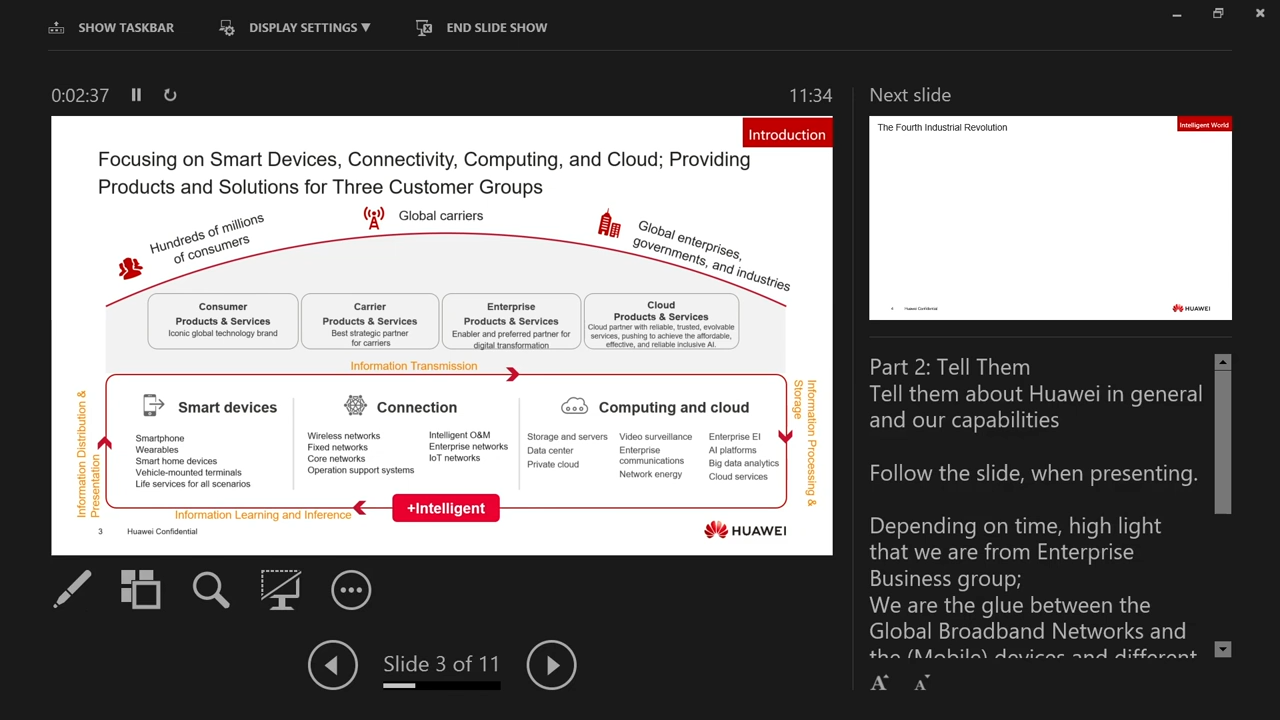 SHOW TASKBAR
DISPLAY SETTINGS ▼
END SLIDE SHOW
0:02:37
11:34
Next slide
Introduction
Focusing on Smart Devices, Connectivity, Computing, and Cloud; Providing
Products and Solutions for Three Customer Groups
Hundreds of millions
of consumers
Global carriers
Global enterprises,
governments, and industries
Consumer
Products & Services
Iconic global technology brand
Carrier
Products & Services
Best strategic partner
for carriers
Enterprise
Products & Services
Enabler and preferred partner for
digital transformation
Cloud
Products & Services
Cloud partner with reliable, trusted, evolvable
services, pushing to achieve the affordable,
effective, and reliable inclusive AI.
Information Transmission
Information Distribution &
Presentation
Smart devices
Smartphone
Wearables
Smart home devices
Vehicle-mounted terminals
Life services for all scenarios
Connection
Wireless networks
Fixed networks
Core networks
Operation support systems
Intelligent O&M
Enterprise networks
IoT networks
Computing and cloud
Storage and servers
Data center
Private cloud
Video surveillance
Enterprise
communications
Network energy
Enterprise EI
AI platforms
Big data analytics
Cloud services
Information Processing &
Storage
Information Learning and Inference
+Intelligent
3
Huawei Confidential
HUAWEI
The Fourth Industrial Revolution
Intelligent World
4
Huawei Confidential
HUAWEI
Part 2: Tell Them
Tell them about Huawei in general
and our capabilities
Follow the slide, when presenting.
Depending on time, high light
that we are from Enterprise
Business group;
We are the glue between the
Global Broadband Networks and
the (Mobile) devices and different
Slide 3 of 11
A
A